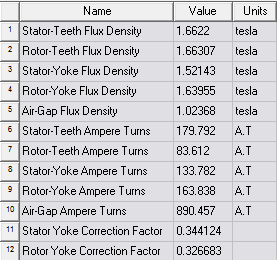 Name Value Units
1 Stator-Teeth Flux Density 1.6622 tesla
2 Rotor-Teeth Flux Density 1.66307 tesla
3 Stator-Yoke Flux Density 1.52143 tesla
4 Rotor-Yoke Flux Density 1.63955 tesla
5 Air-Gap Flux Density 1.02368 tesla
6 Stator-Teeth Ampere Turns 179.792 A.T
7 Rotor-Teeth Ampere Turns 83.612 A.T
8 Stator-Yoke Ampere Turns 133.782 A.T
9 Rotor-Yoke Ampere Turns 163.838 A.T
10 Air-Gap Ampere Turns 890.457 A.T
11 Stator Yoke Correction Factor 0.344124
12 Rotor Yoke Correction Factor 0.326683